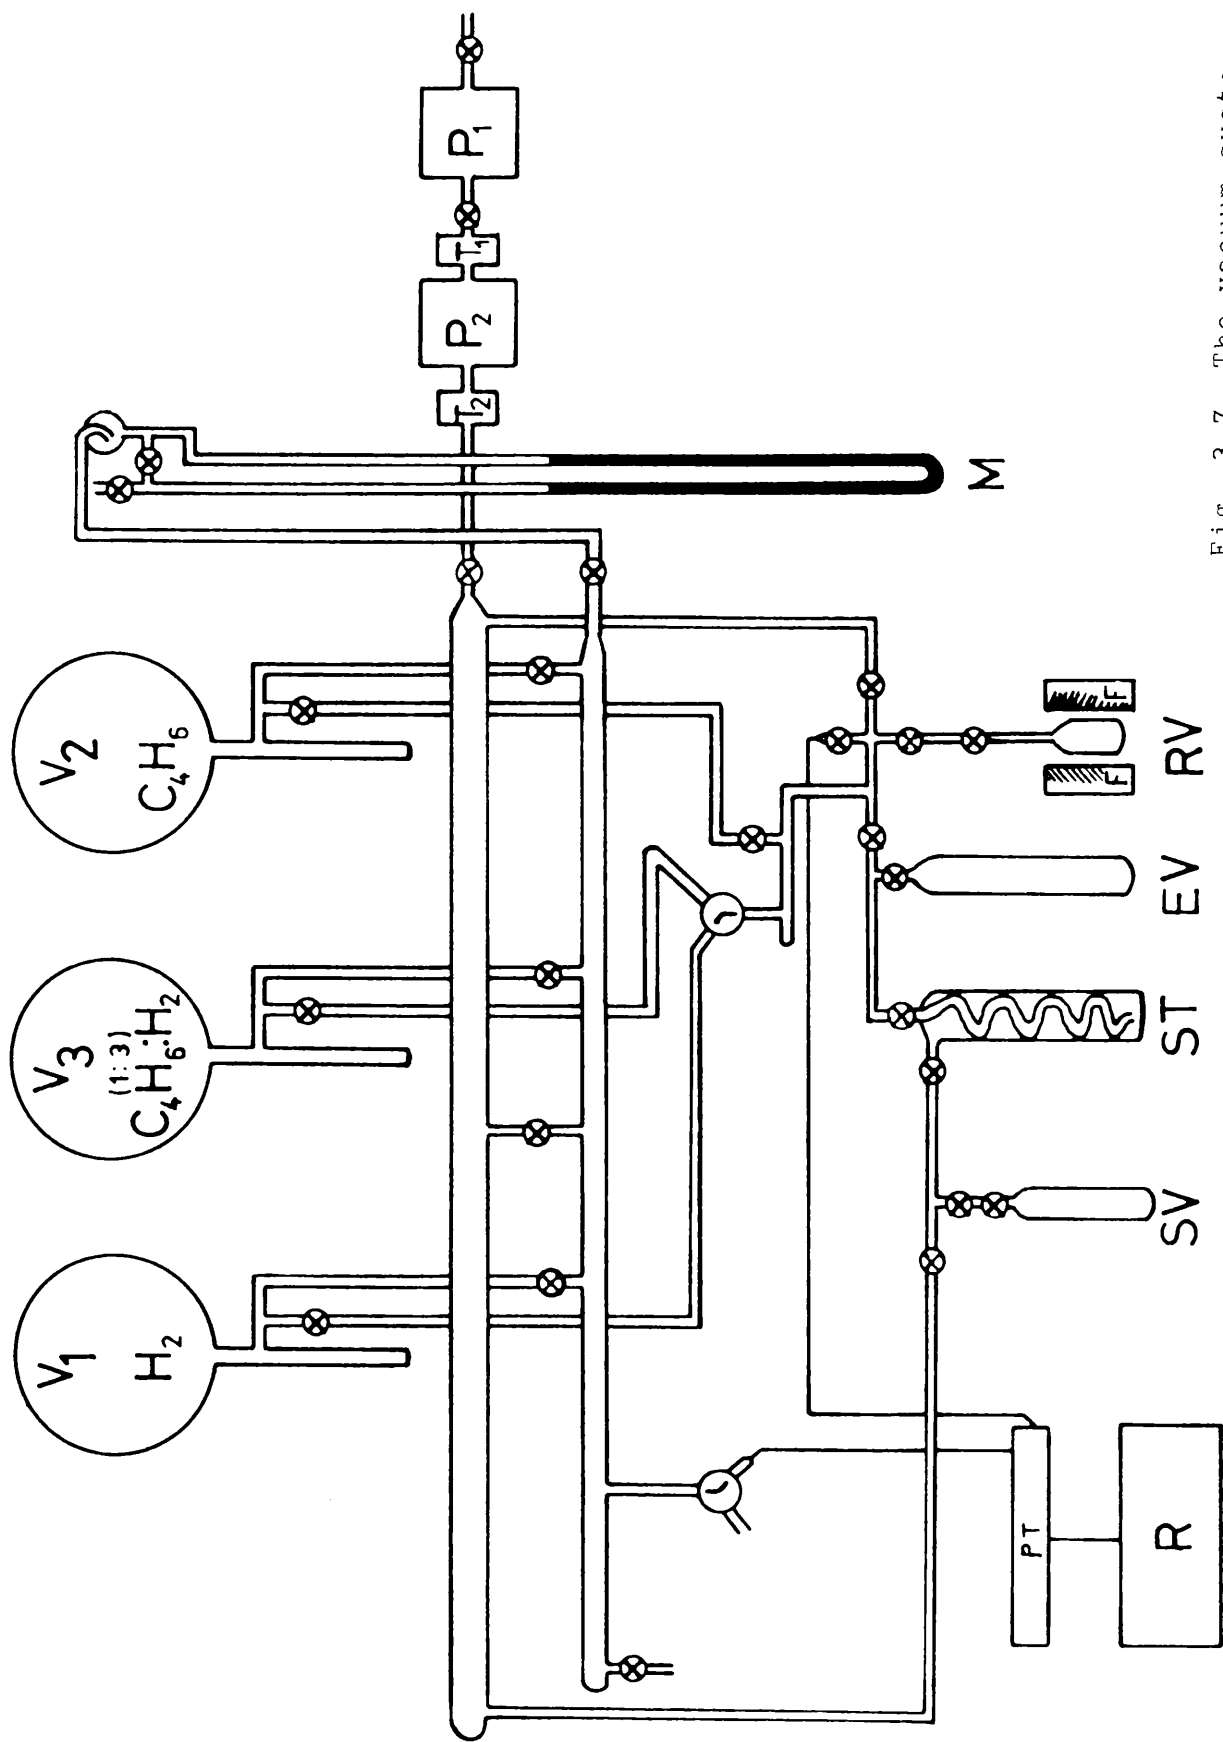 V1
H2
V3
(1:3)
C4H6:H2
V2
C4H6
P1
T1
P2
T2
M
F
F
RV
EV
ST
SV
PT
R
Fig. 3.7 The vacuum